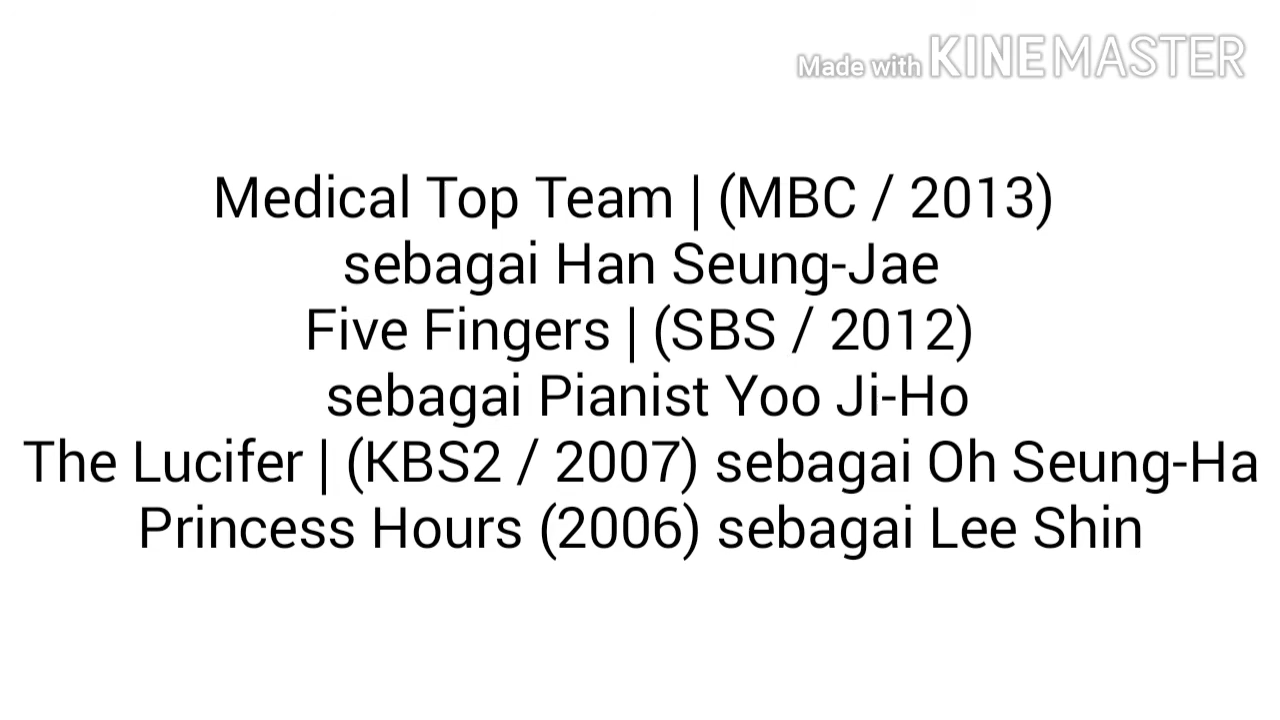 Made with KINEMASTER
Medical Top Team | (MBC / 2013)
sebagai Han Seung-Jae
Five Fingers | (SBS / 2012)
sebagai Pianist Yoo Ji-Ho
The Lucifer | (KBS2 / 2007) sebagai Oh Seung-Ha
Princess Hours (2006) sebagai Lee Shin